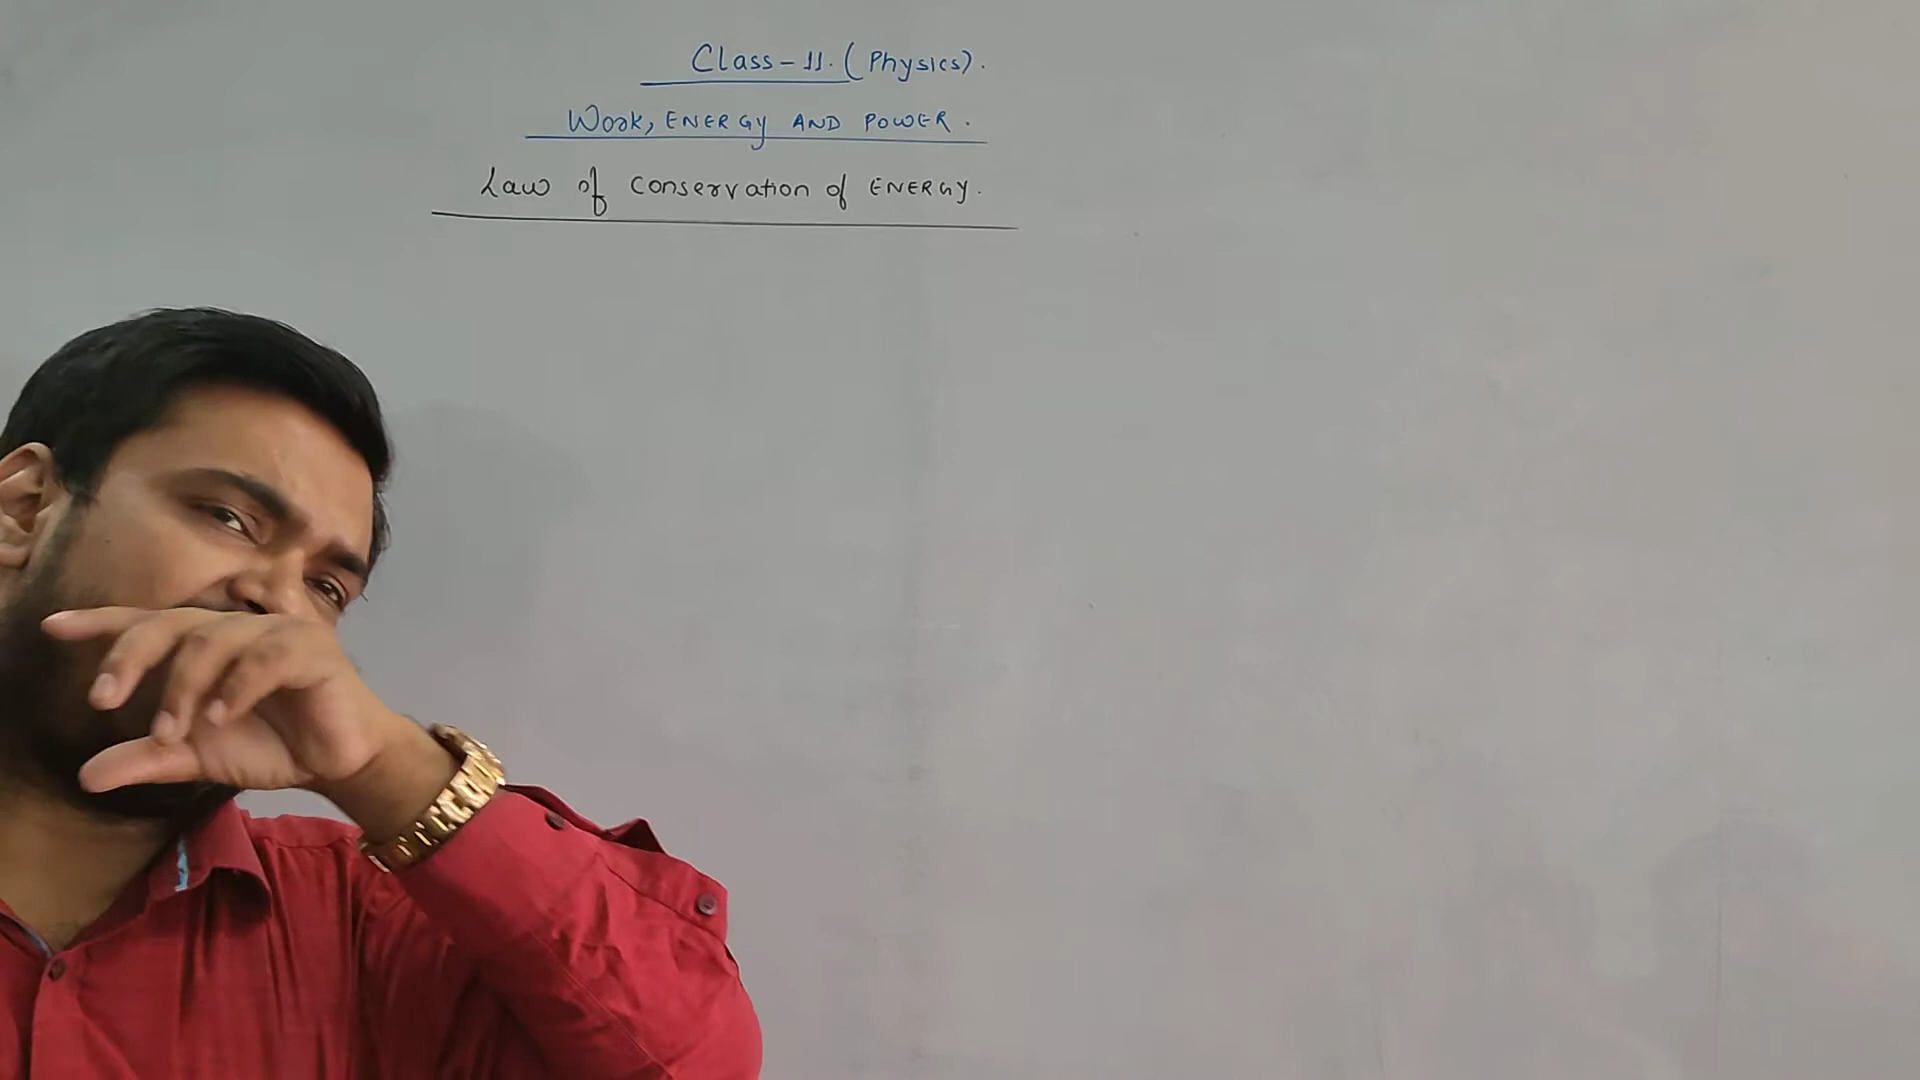 Class-11. (Physics).
Work, ENERGy AND POWER.
Law of conservation of ENERGy.